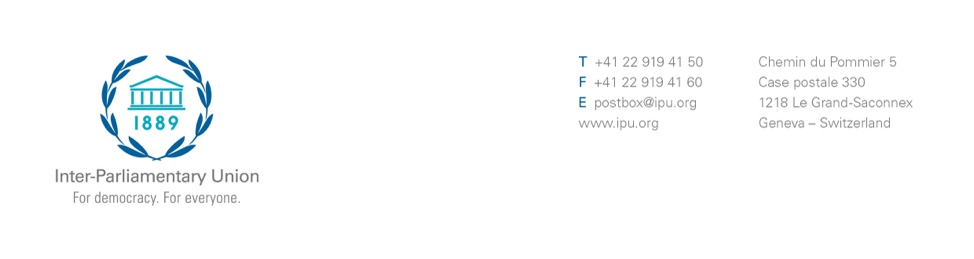 1889
Inter-Parliamentary Union
For democracy. For everyone.
T +41 22 919 41 50
F +41 22 919 41 60
E postbox@ipu.org
www.ipu.org
Chemin du Pommier 5
Case postale 330
1218 Le Grand-Saconnex
Geneva – Switzerland